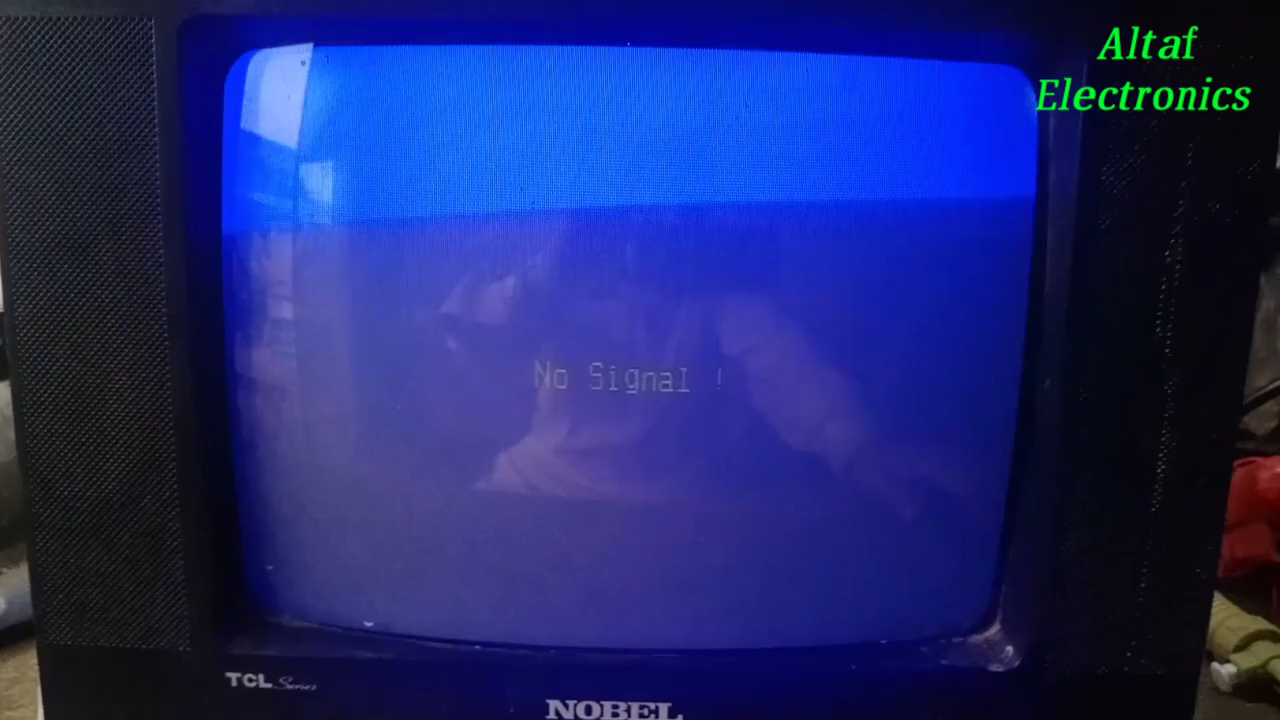 Altaf
Electronics
No Signal !
TCL Series
NOBEL